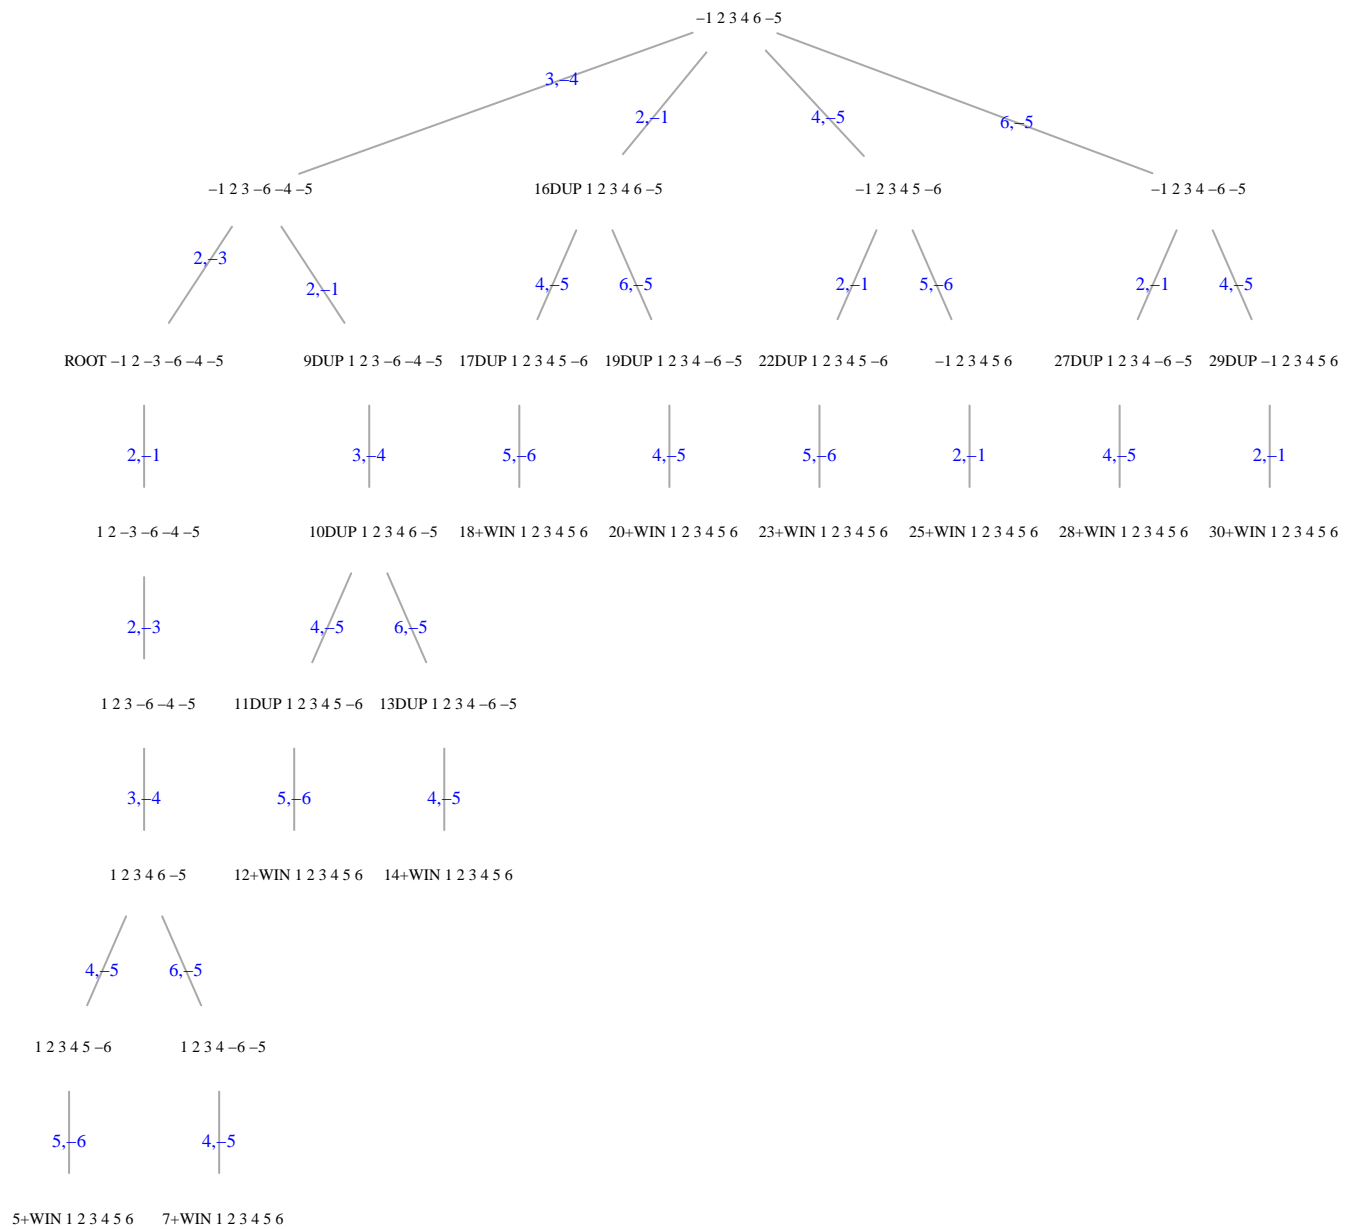 –1 2 3 4 6 –5
3,–4
2,–1
4,–5
6,–5
–1 2 3 –6 –4 –5
16DUP 1 2 3 4 6 –5
–1 2 3 4 5 –6
–1 2 3 4 –6 –5
2,–3
2,–1
4,–5
6,–5
2,–1
5,–6
2,–1
4,–5
ROOT –1 2 –3 –6 –4 –5
9DUP 1 2 3 –6 –4 –5
17DUP 1 2 3 4 5 –6
19DUP 1 2 3 4 –6 –5
22DUP 1 2 3 4 5 –6
–1 2 3 4 5 6
27DUP 1 2 3 4 –6 –5
29DUP –1 2 3 4 5 6
2,–1
3,–4
5,–6
4,–5
5,–6
2,–1
4,–5
2,–1
1 2 –3 –6 –4 –5
10DUP 1 2 3 4 6 –5
18+WIN 1 2 3 4 5 6
20+WIN 1 2 3 4 5 6
23+WIN 1 2 3 4 5 6
25+WIN 1 2 3 4 5 6
28+WIN 1 2 3 4 5 6
30+WIN 1 2 3 4 5 6
2,–3
4,–5
6,–5
1 2 3 –6 –4 –5
11DUP 1 2 3 4 5 –6
13DUP 1 2 3 4 –6 –5
3,–4
5,–6
4,–5
1 2 3 4 6 –5
12+WIN 1 2 3 4 5 6
14+WIN 1 2 3 4 5 6
4,–5
6,–5
1 2 3 4 5 –6
1 2 3 4 –6 –5
5,–6
4,–5
5+WIN 1 2 3 4 5 6
7+WIN 1 2 3 4 5 6